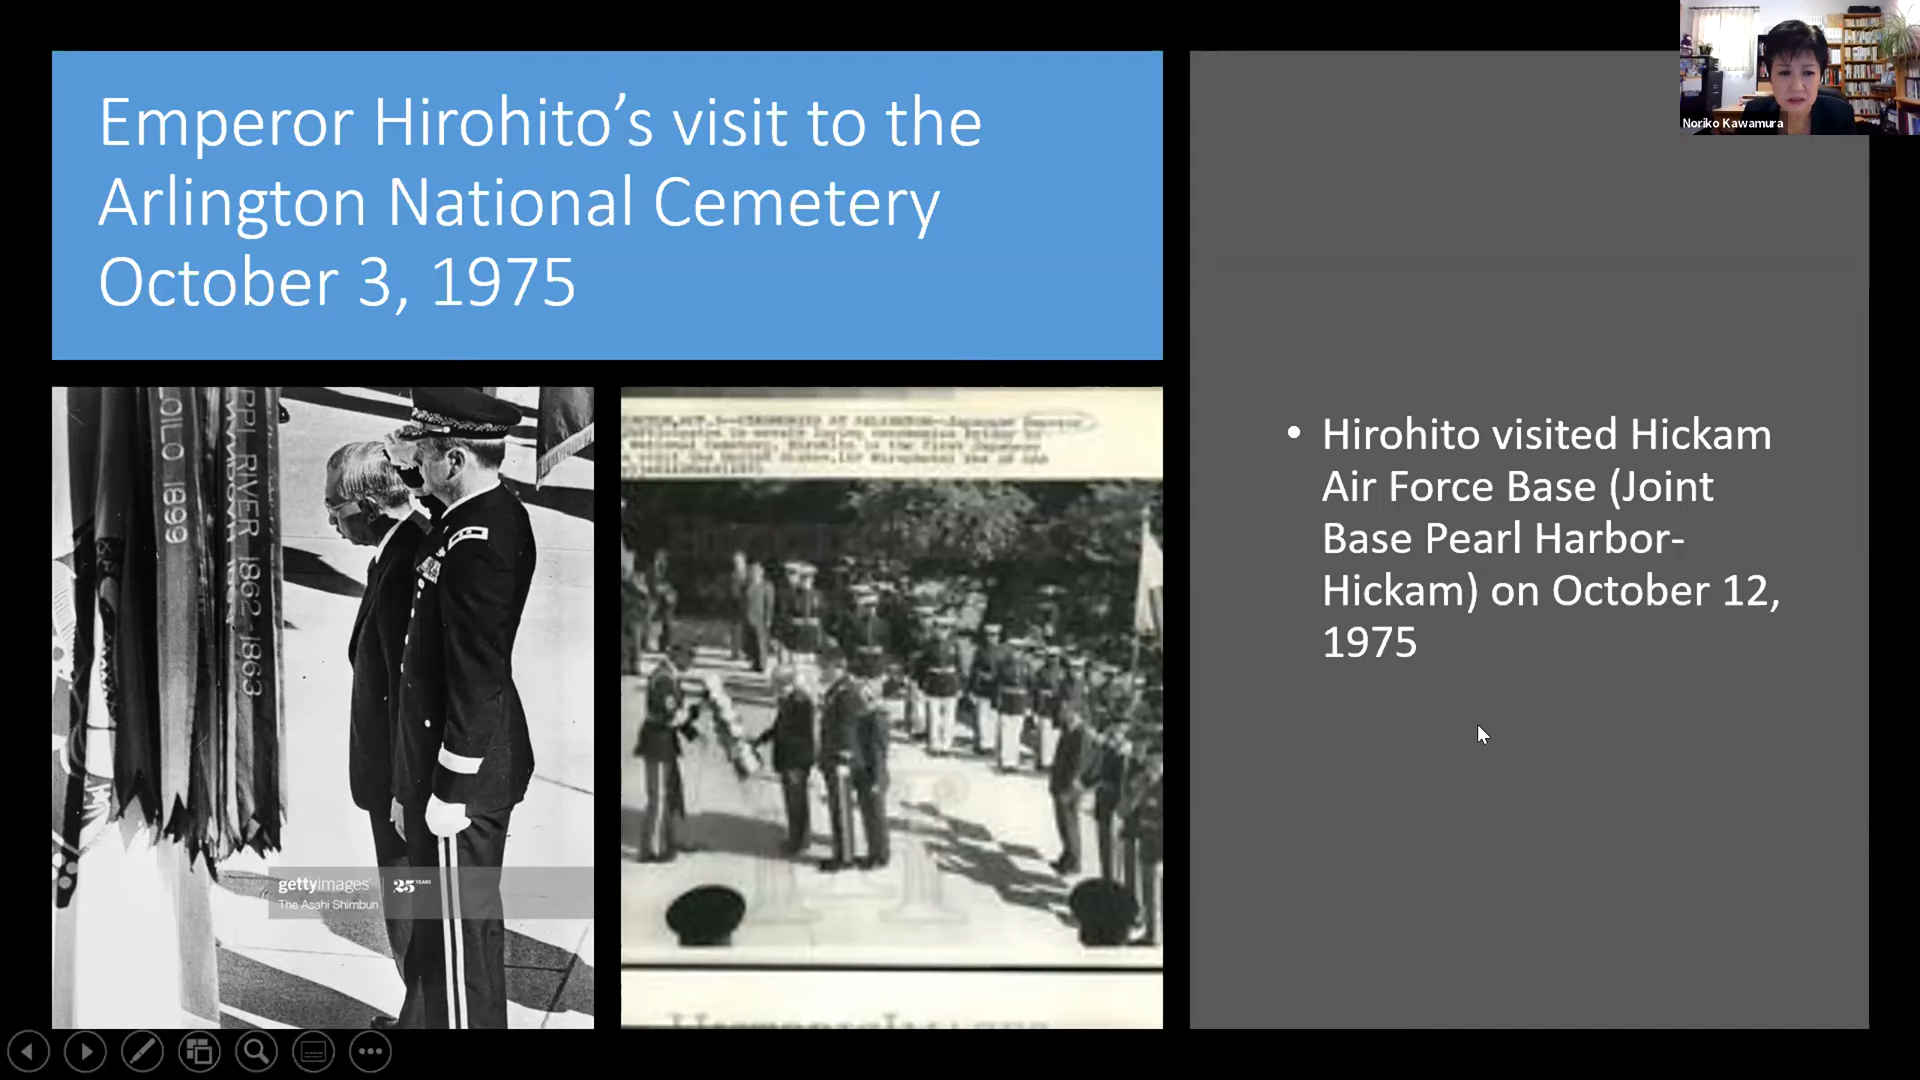 Emperor Hirohito’s visit to the
Arlington National Cemetery
October 3, 1975
• Hirohito visited Hickam
Air Force Base (Joint
Base Pearl Harbor-
Hickam) on October 12,
1975
Noriko Kawamura
OILO 1899
PPI RIVER 1862 1863
gettyimages
25 YEARS
The Asahi Shimbun